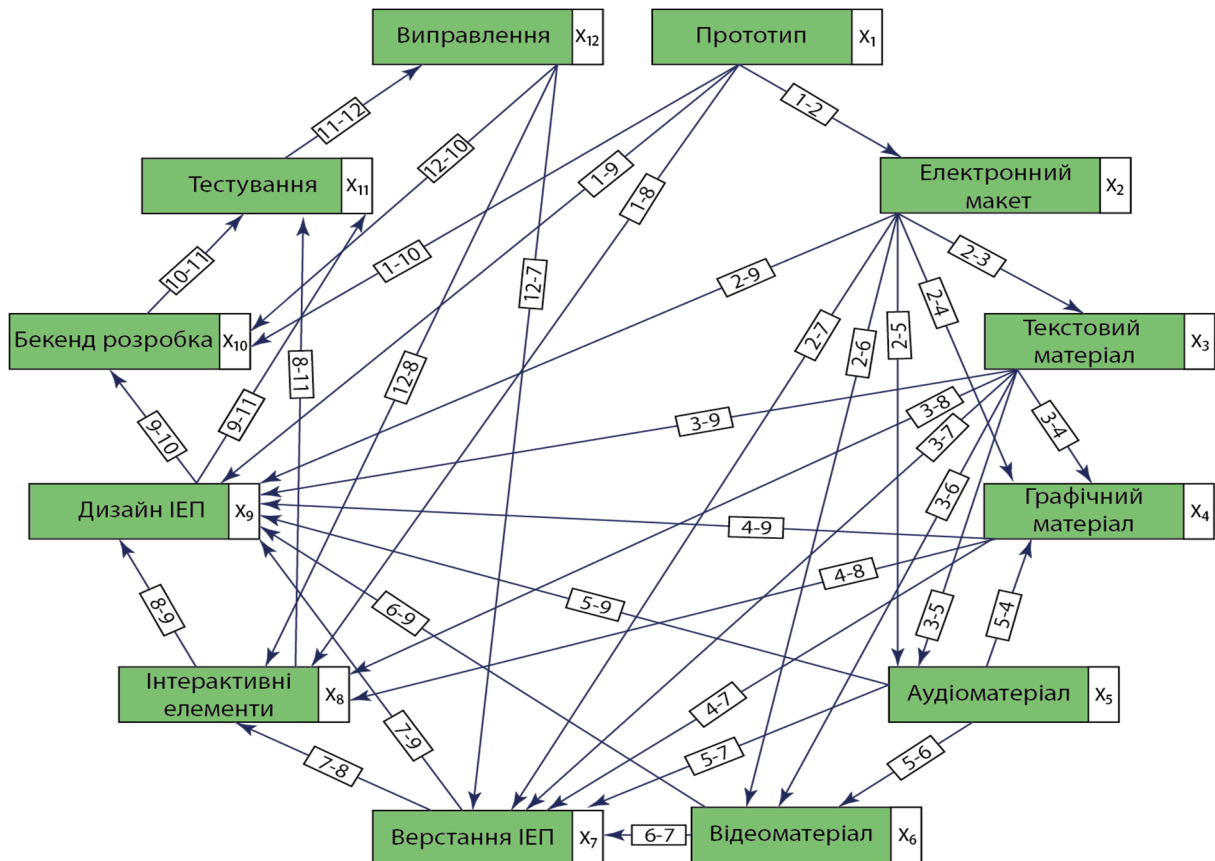 Виправлення X12
Прототип X1
1-2
11-12
12-10
1-9
1-8
Тестування X11
Електронний
макет X2
10-11
1-10
12-7
2-9
2-3
2-7
2-6
2-5
2-4
Бекенд розробка X10
Текстовий
матеріал X3
8-11
12-8
9-11
9-10
3-9
3-8
3-7
3-4
3-6
Дизайн ІЕП X9
Графічний
матеріал X4
4-9
4-8
8-9
6-9
5-9
3-5
5-4
Інтерактивні
елементи X8
Аудіоматеріал X5
4-7
7-9
7-8
5-7
5-6
Верстання ІЕП X7
6-7
Відеоматеріал X6